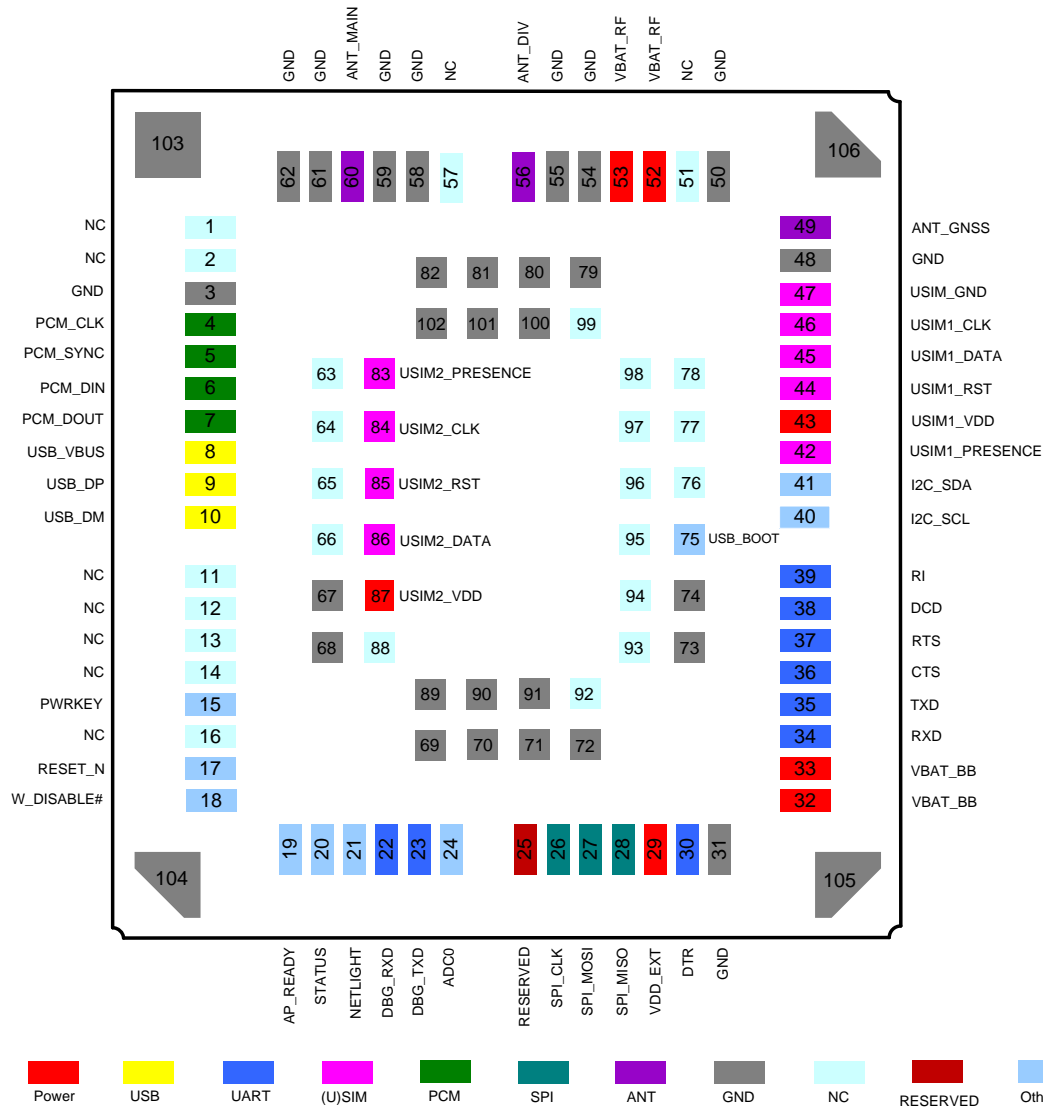 GND GND ANT_MAIN GND GND NC ANT_DIV GND GND VBAT_RF VBAT_RF NC GND
103 106
62 61 60 59 58 57 56 55 54 53 52 51 50
NC 1 49 ANT_GNSS
NC 2 48 GND
GND 3 47 USIM_GND
82 81 80 79
PCM_CLK 4 46 USIM1_CLK
102 101 100 99
PCM_SYNC 5 45 USIM1_DATA
63 83 USIM2_PRESENCE 98 78
PCM_DIN 6 44 USIM1_RST
PCM_DOUT 7 43 USIM1_VDD
64 84 USIM2_CLK 97 77
USB_VBUS 8 42 USIM1_PRESENCE
USB_DP 9 41 I2C_SDA
65 85 USIM2_RST 96 76
USB_DM 10 40 I2C_SCL
66 86 USIM2_DATA 95 75 USB_BOOT
NC 11 39 RI
67 87 USIM2_VDD 94 74
NC 12 38 DCD
NC 13 37 RTS
68 88 93 73
NC 14 36 CTS
89 90 91 92
PWRKEY 15 35 TXD
NC 16 34 RXD
69 70 71 72
RESET_N 17 33 VBAT_BB
W_DISABLE# 18 32 VBAT_BB
19 20 21 22 23 24 25 26 27 28 29 30 31
104 105
AP_READY STATUS NETLIGHT DBG_RXD DBG_TXD ADC0 RESERVED SPI_CLK SPI_MOSI SPI_MISO VDD_EXT DTR GND
Power USB UART (U)SIM PCM SPI ANT GND NC RESERVED Oth